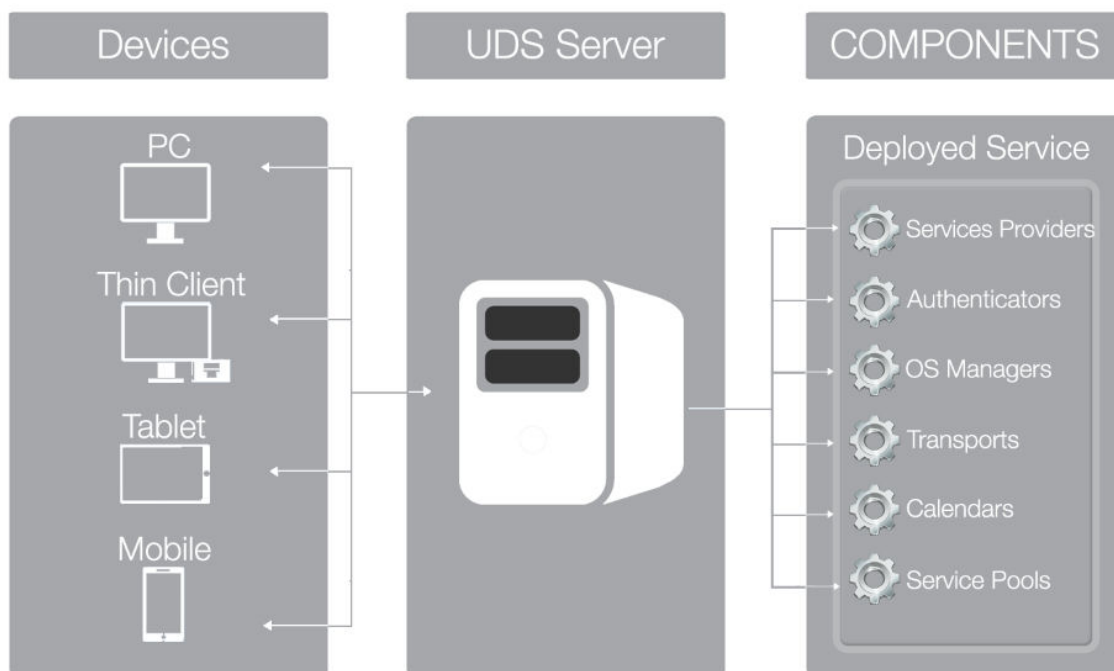 Devices
UDS Server
COMPONENTS
PC
Thin Client
Tablet
Mobile
Deployed Service
Services Providers
Authenticators
OS Managers
Transports
Calendars
Service Pools